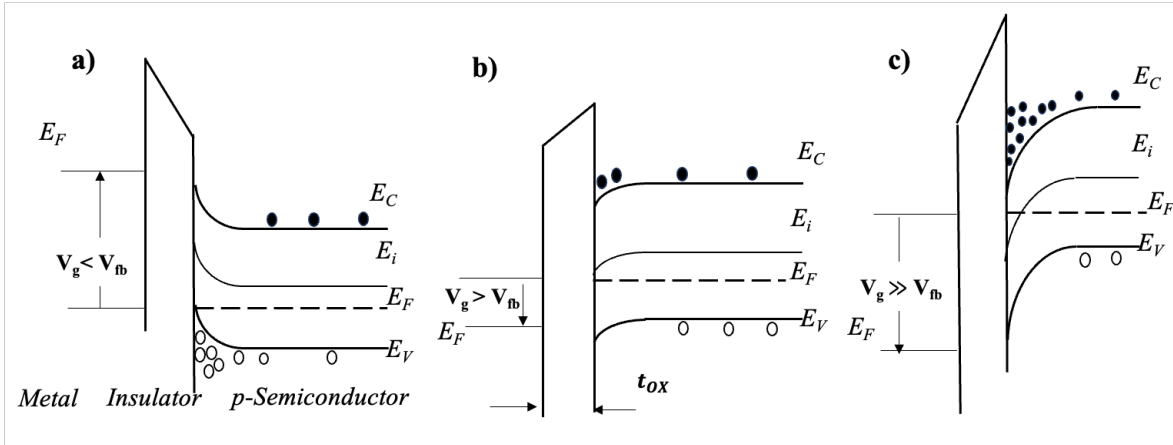 a)
E_F
V_g < V_fb
E_C
E_i
E_F
E_V
Metal Insulator p-Semiconductor
b)
E_C
E_i
E_F
V_g > V_fb
E_F
E_V
t_OX
c)
E_C
E_i
E_F
E_V
V_g ≫ V_fb
E_F